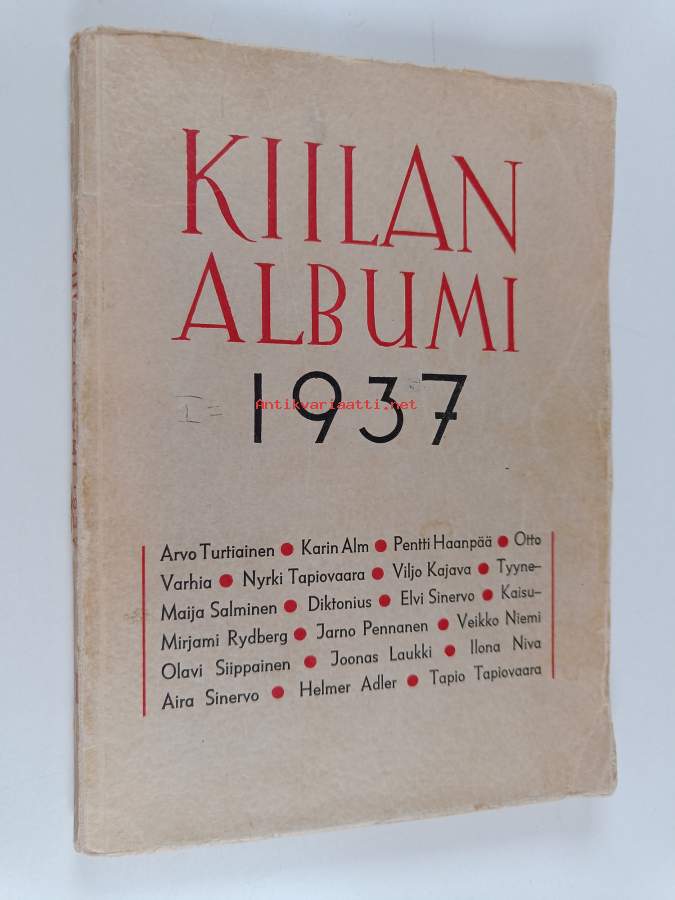 KIILAN
ALBUMI
1937
Antikvariaatti.net
Arvo Turtiainen ● Karin Alm ● Pentti Haanpää ● Otto
Varhia ● Nyrki Tapiovaara ● Viljo Kajava ● Tyyne-
Maija Salminen ● Diktonius ● Elvi Sinervo ● Kaisu-
Mirjami Rydberg ● Jarno Pennanen ● Veikko Niemi
Olavi Siippainen ● Joonas Laukki ● Ilona Niva
Aira Sinervo ● Helmer Adler ● Tapio Tapiovaara